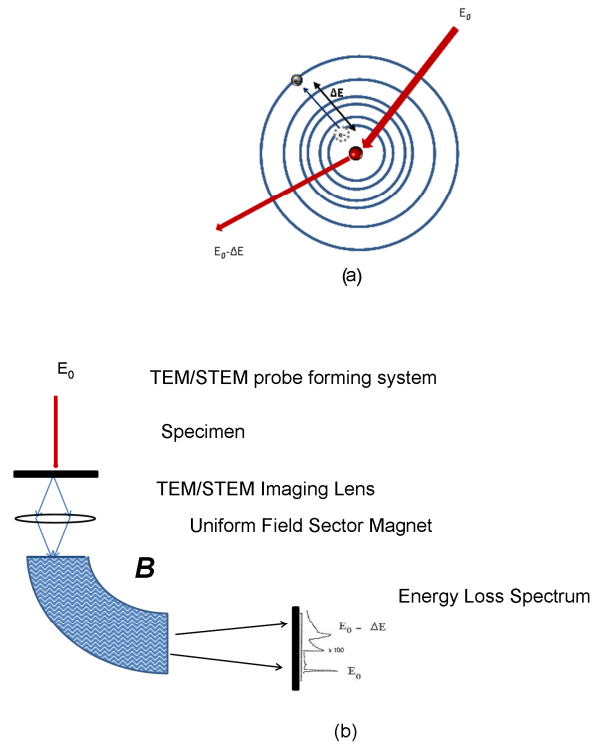 E₀
ΔE
e-
E₀-ΔE
(a)
E₀
TEM/STEM probe forming system
Specimen
TEM/STEM Imaging Lens
Uniform Field Sector Magnet
B
Energy Loss Spectrum
E₀ - ΔE
x 100
E₀
(b)